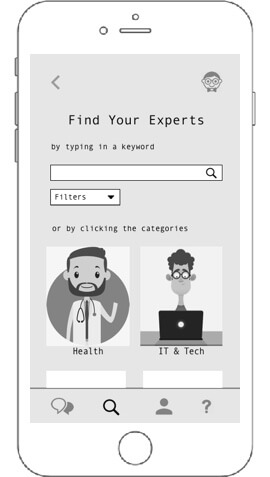 Find Your Experts
by typing in a keyword
Filters
or by clicking the categories
Health
IT & Tech
?